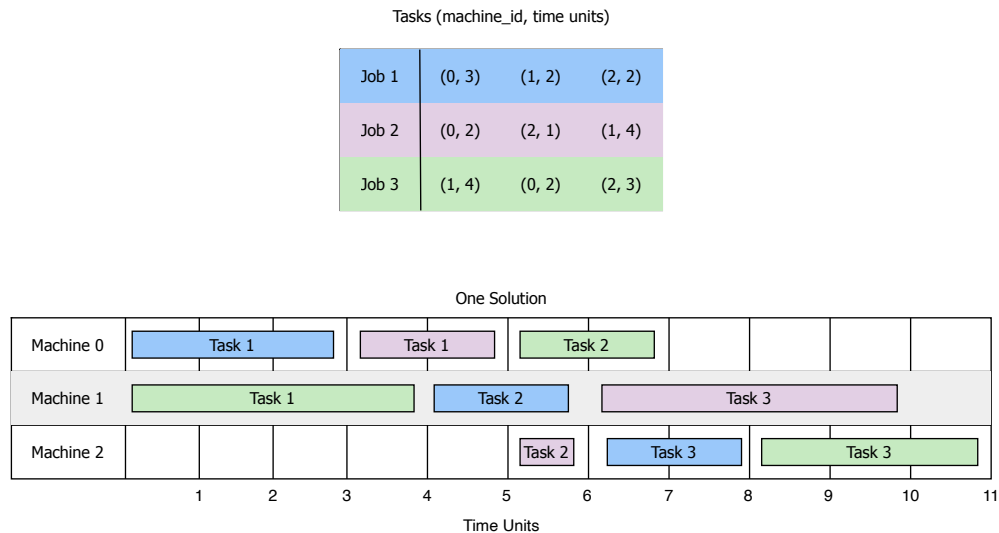 Tasks (machine_id, time units)
Job 1 (0, 3) (1, 2) (2, 2)
Job 2 (0, 2) (2, 1) (1, 4)
Job 3 (1, 4) (0, 2) (2, 3)
One Solution
Machine 0 Task 1 Task 1 Task 2
Machine 1 Task 1 Task 2 Task 3
Machine 2 Task 2 Task 3 Task 3
1 2 3 4 5 6 7 8 9 10 11
Time Units